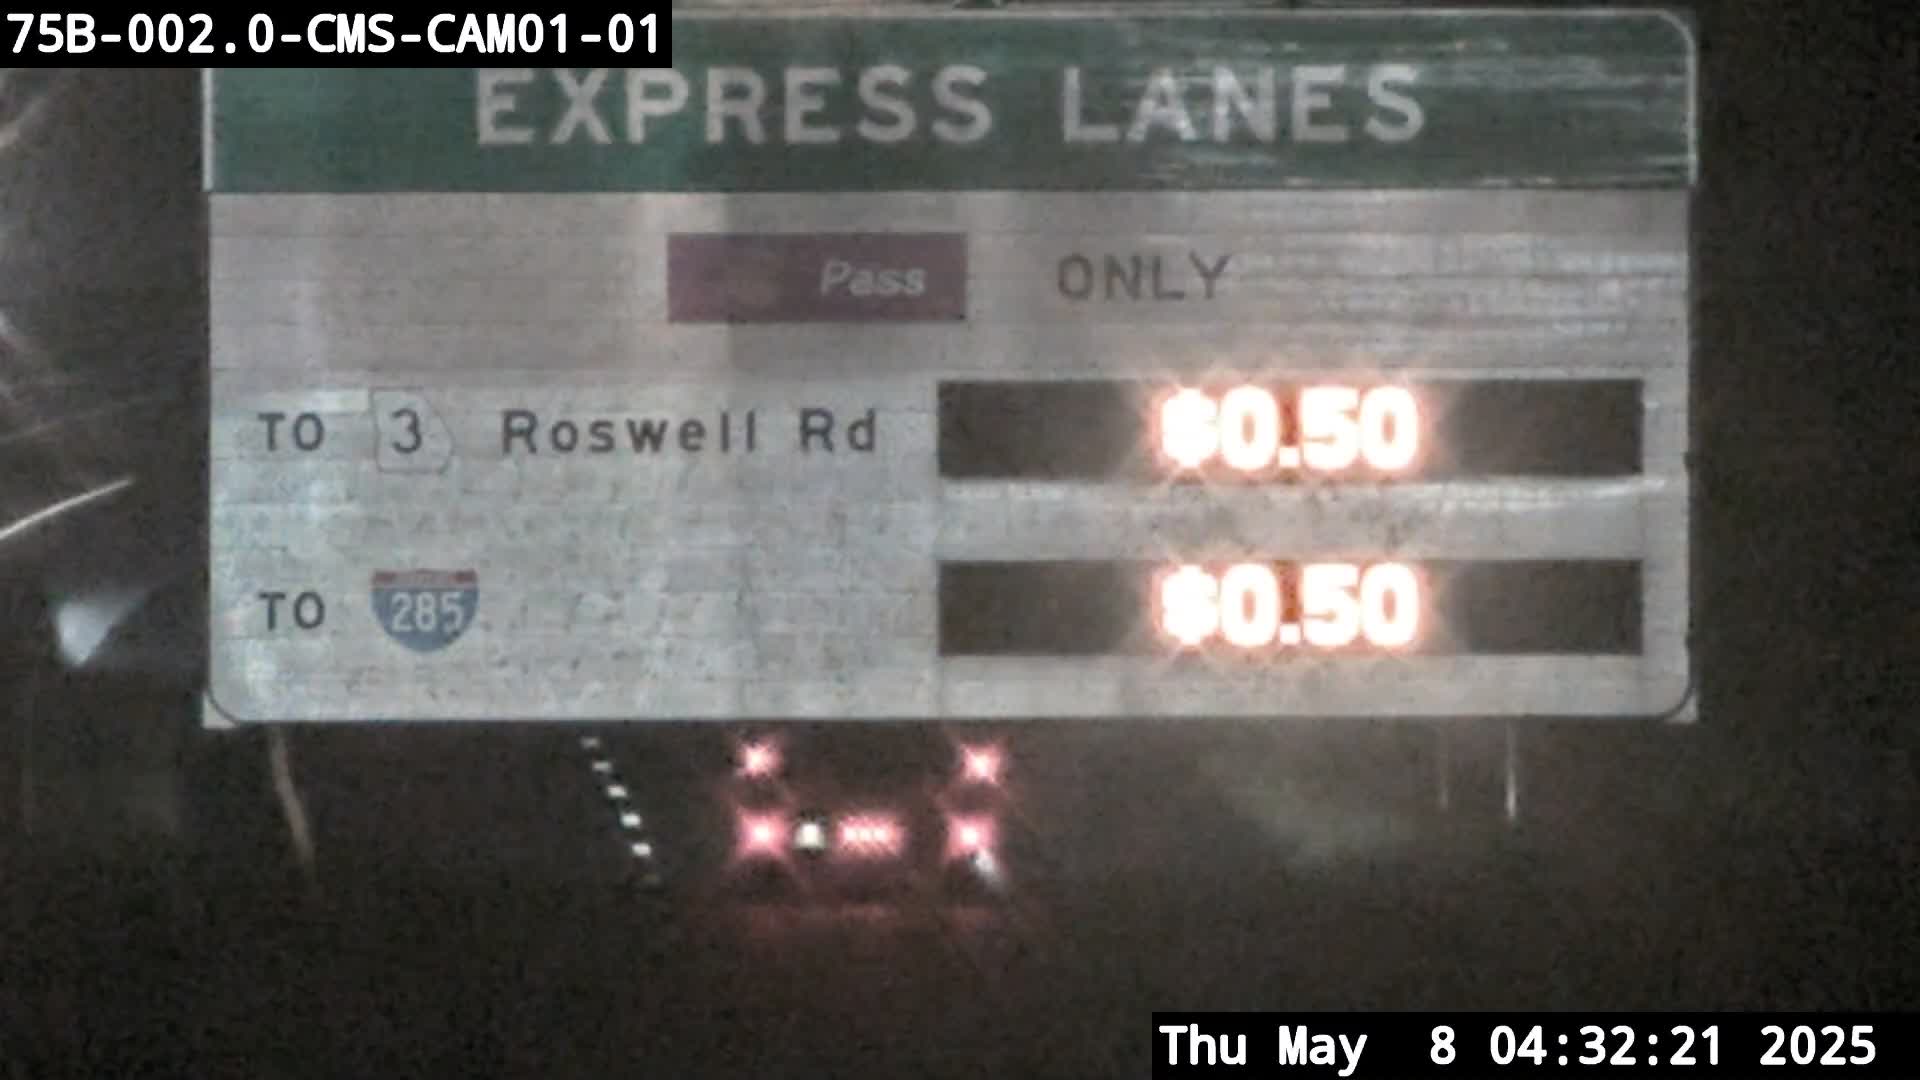 75B-002.0-CMS-CAM01-01
EXPRESS LANES
Pass ONLY
TO 3 Roswell Rd $0.50
TO 285 $0.50
Thu May 8 04:32:21 2025